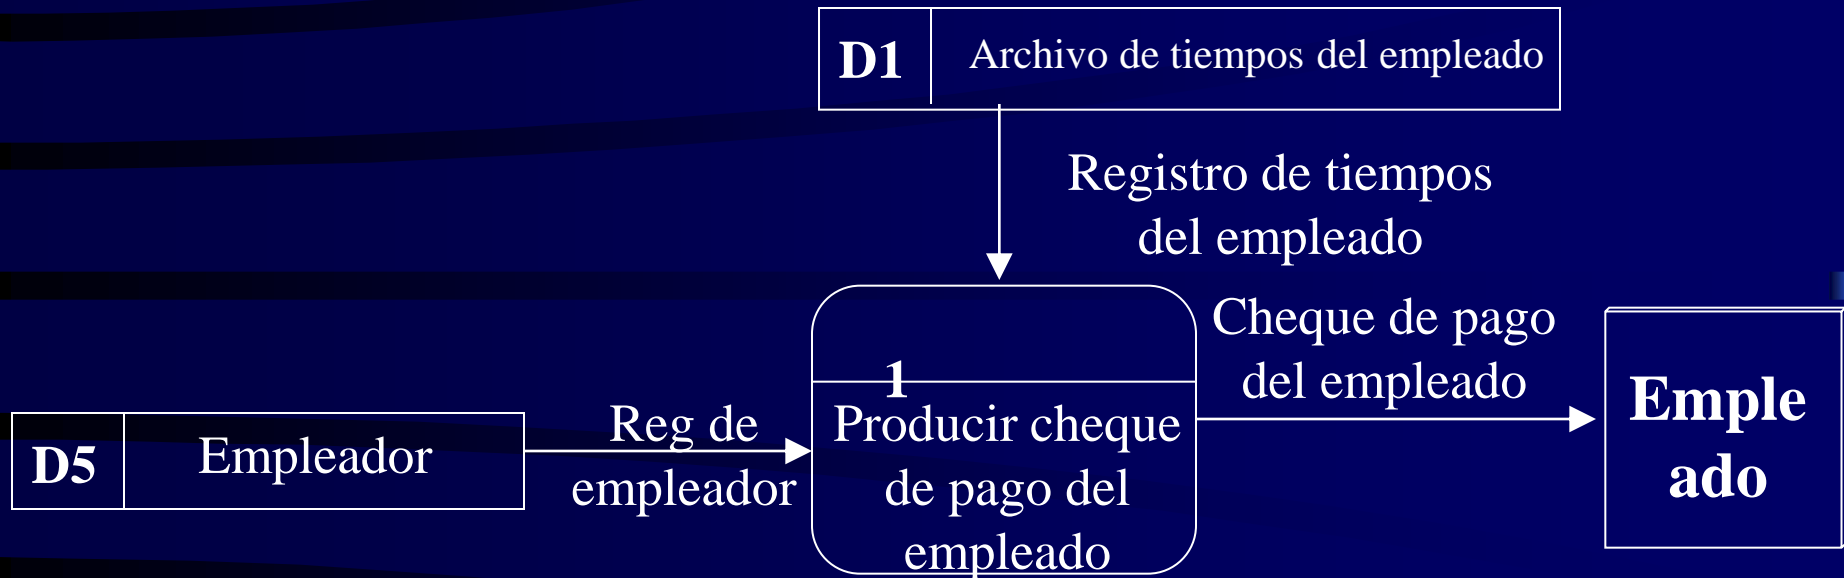 D1
Archivo de tiempos del empleado
Registro de tiempos
del empleado
Cheque de pago
del empleado
1
Producir cheque
de pago del
empleado
Reg de
empleador
D5
Empleador
Emple
ado